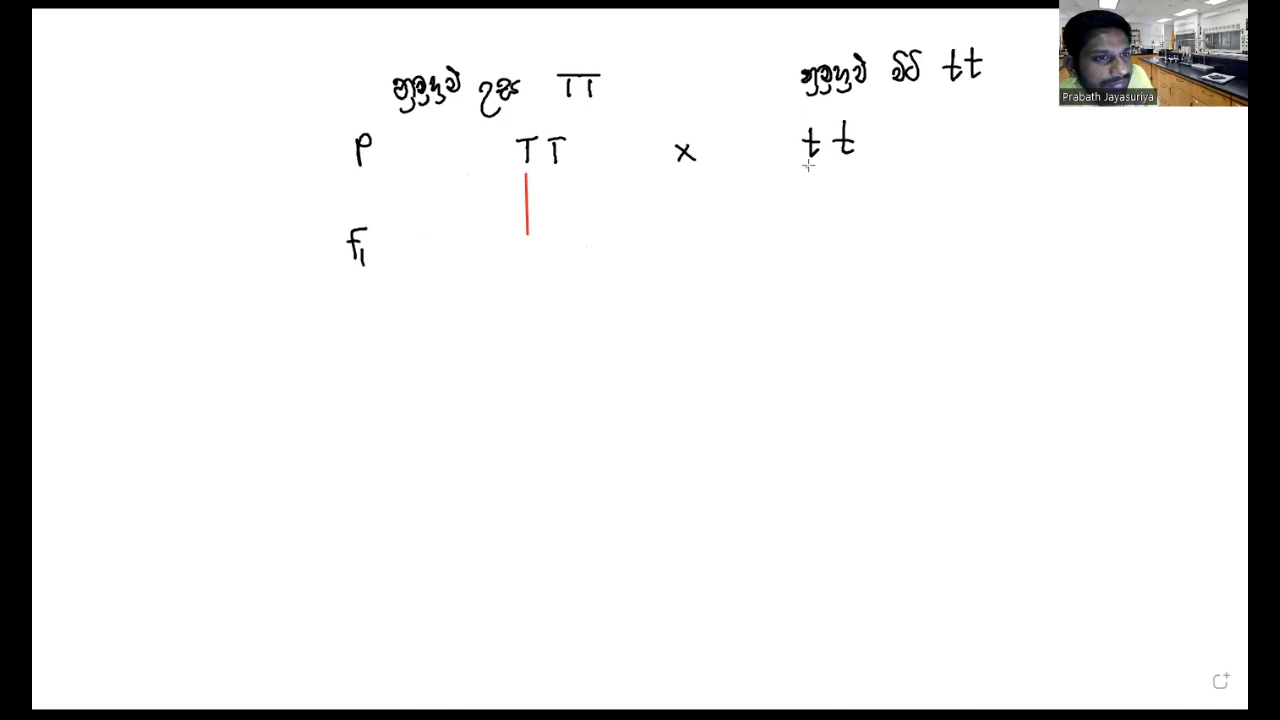 නුමුහුම් උස TT
නුමුහුම් මිටි tt
Prabath Jayasuriya
P TT x tt
F1